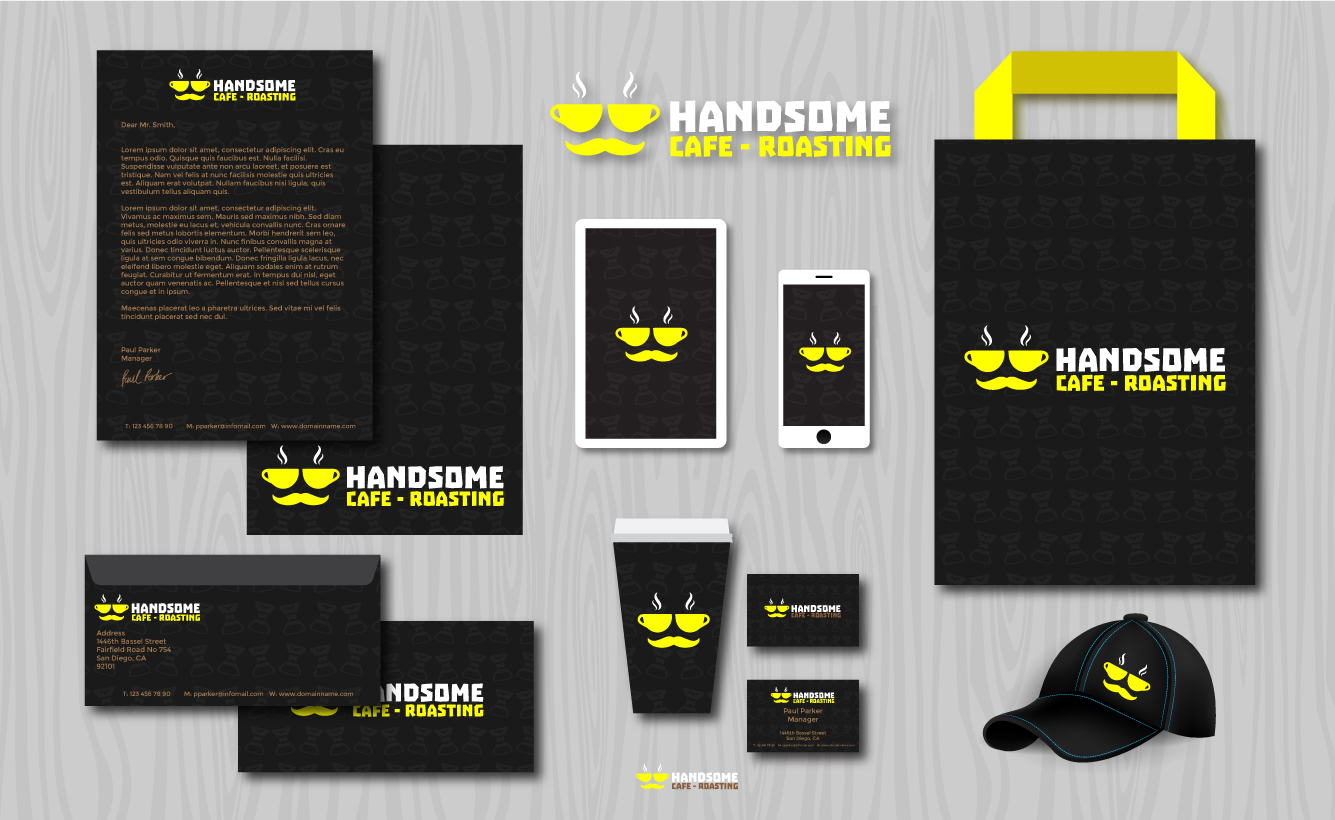 HANDSOME
CAFE - ROASTING
Dear Mr. Smith,
Lorem ipsum dolor sit amet, consectetur adipiscing elit. Cras eu
tempus odio. Quisque quis faucibus est. Nulla facilisi.
Suspendisse vulputate ante non arcu laoreet, et posuere est
tristique. Nam vel felis at nunc facilisis molestie quis ultricies
est. Aliquam erat volutpat. Nullam faucibus nisi ligula, quis
vestibulum tellus aliquam quis.
Lorem ipsum dolor sit amet, consectetur adipiscing elit.
Vivamus ac maximus sem. Mauris sed maximus nibh. Sed diam
metus, molestie eu lacus et, vehicula convallis nunc. Cras ornare
felis sed metus lobortis elementum. Morbi hendrerit sem leo,
quis ultricies odio viverra in. Nunc finibus convallis magna at
varius. Donec tincidunt luctus auctor. Pellentesque scelerisque
ligula at sem congue bibendum. Donec fringilla ligula lacus, nec
eleifend libero molestie eget. Aliquam sodales enim at rutrum
feugiat. Curabitur ut fermentum erat. In tempus dui nisl, eget
auctor quam venenatis ac. Pellentesque et nisi sed tellus cursus
congue et in ipsum.
Maecenas placerat leo a pharetra ultrices. Sed vitae mi vel felis
tincidunt placerat sed nec dui.
Paul Parker
Manager
Paul Parker
T: 123 456 78 90 M: pparker@infomail.com W: www.domainname.com
HANDSOME
CAFE - ROASTING
HANDSOME
CAFE - ROASTING
HANDSOME
CAFE - ROASTING
HANDSOME
CAFE - ROASTING
Address
1446th Bassel Street
Fairfield Road No 754
San Diego, CA
92101
T: 123 456 78 90 M: pparker@infomail.com W: www.domainname.com
NDSOME
CAFE - ROASTING
HANDSOME
CAFE - ROASTING
HANDSOME
CAFE - ROASTING
Paul Parker
Manager
1446th Bassel Street
San Diego, CA
HANDSOME
CAFE - ROASTING